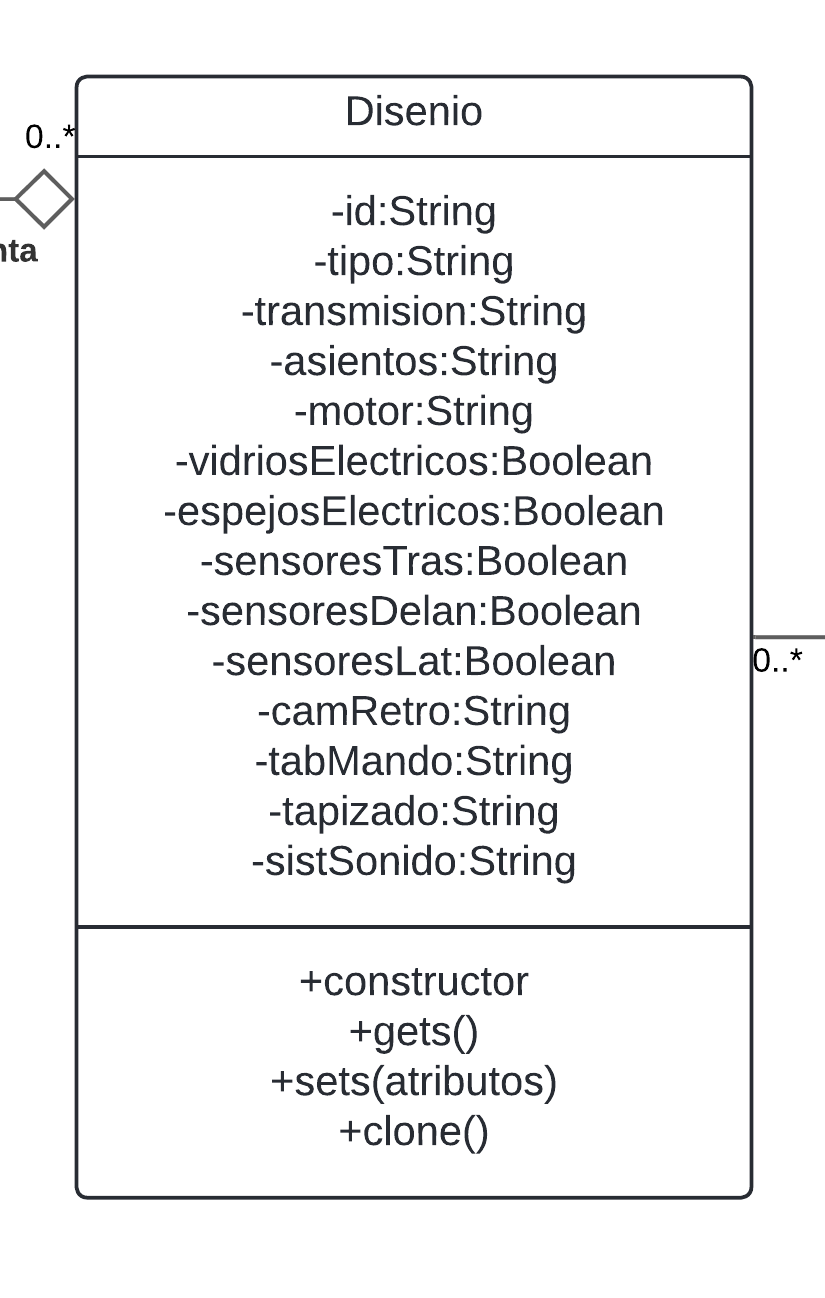 Disenio
0..*
nta
-id:String
-tipo:String
-transmision:String
-asientos:String
-motor:String
-vidriosElectricos:Boolean
-espejosElectricos:Boolean
-sensoresTras:Boolean
-sensoresDelan:Boolean
-sensoresLat:Boolean
0..*
-camRetro:String
-tabMando:String
-tapizado:String
-sistSonido:String
+constructor
+gets()
+sets(atributos)
+clone()